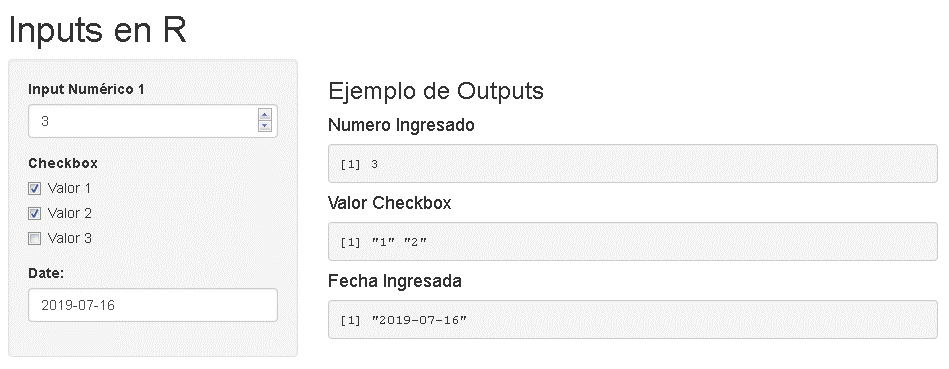 Inputs en R
Input Numérico 1
3
Checkbox
Valor 1
Valor 2
Valor 3
Date:
2019-07-16
Ejemplo de Outputs
Numero Ingresado
[1] 3
Valor Checkbox
[1] "1" "2"
Fecha Ingresada
[1] "2019-07-16"